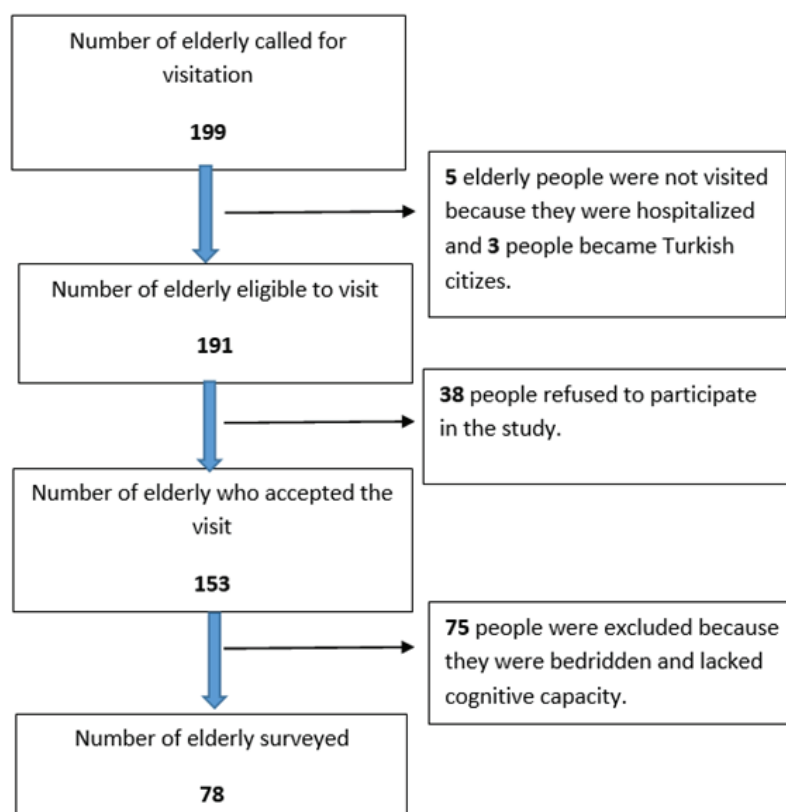 Number of elderly called for
visitation
199
5 elderly people were not visited
because they were hospitalized
and 3 people became Turkish
citizes.
Number of elderly eligible to visit
191
38 people refused to participate
in the study.
Number of elderly who accepted the
visit
153
75 people were excluded because
they were bedridden and lacked
cognitive capacity.
Number of elderly surveyed
78